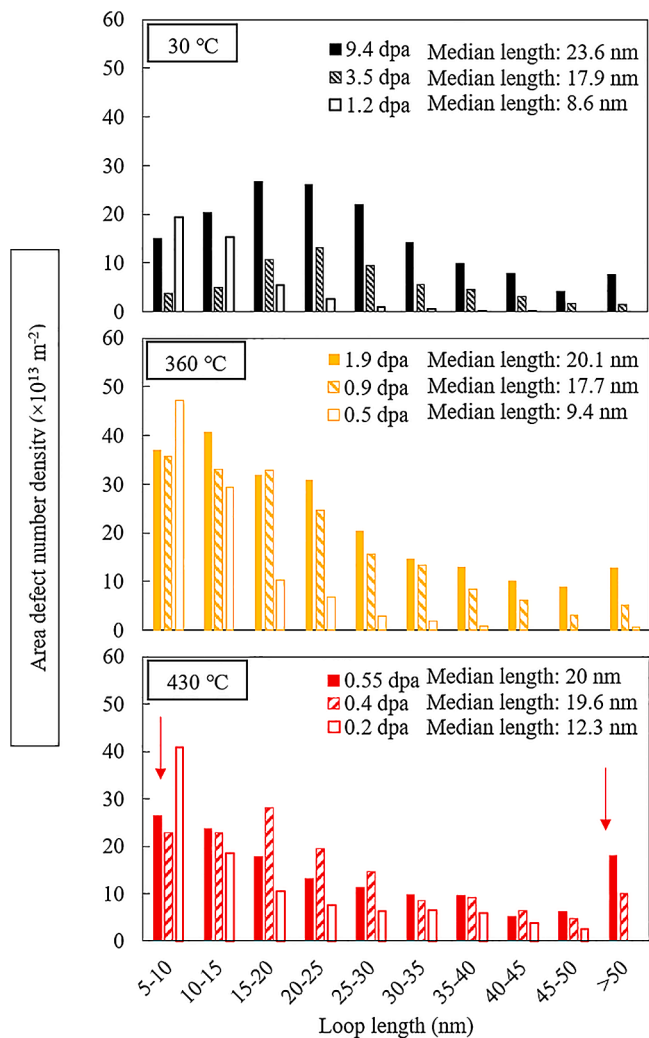 60
50
40
30
20
10
0
30 °C
9.4 dpa Median length: 23.6 nm
3.5 dpa Median length: 17.9 nm
1.2 dpa Median length: 8.6 nm
Area defect number density (×10¹³ m⁻²)
60
50
40
30
20
10
0
360 °C
1.9 dpa Median length: 20.1 nm
0.9 dpa Median length: 17.7 nm
0.5 dpa Median length: 9.4 nm
60
50
40
30
20
10
0
430 °C
0.55 dpa Median length: 20 nm
0.4 dpa Median length: 19.6 nm
0.2 dpa Median length: 12.3 nm
5-10 10-15 15-20 20-25 25-30 30-35 35-40 40-45 45-50 >50
Loop length (nm)